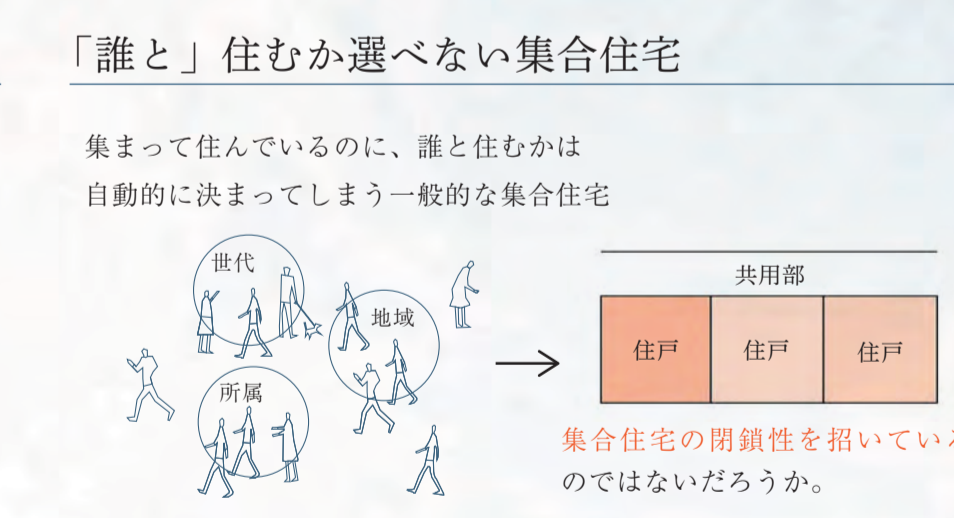 「誰と」住むか選べない集合住宅
集まって住んでいるのに、誰と住むかは
自動的に決まってしまう一般的な集合住宅
世代
地域
所属
共用部
住戸 住戸 住戸
集合住宅の閉鎖性を招いている
のではないだろうか。